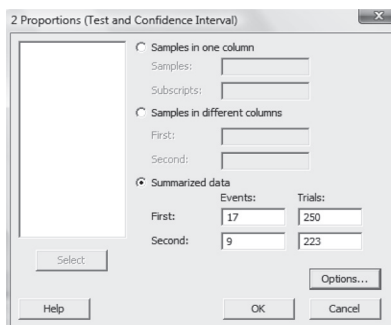 2 Proportions (Test and Confidence Interval)
Samples in one column
Samples:
Subscripts:
Samples in different columns
First:
Second:
Summarized data
Events: Trials:
First: 17 250
Second: 9 223
Select
Options...
Help OK Cancel